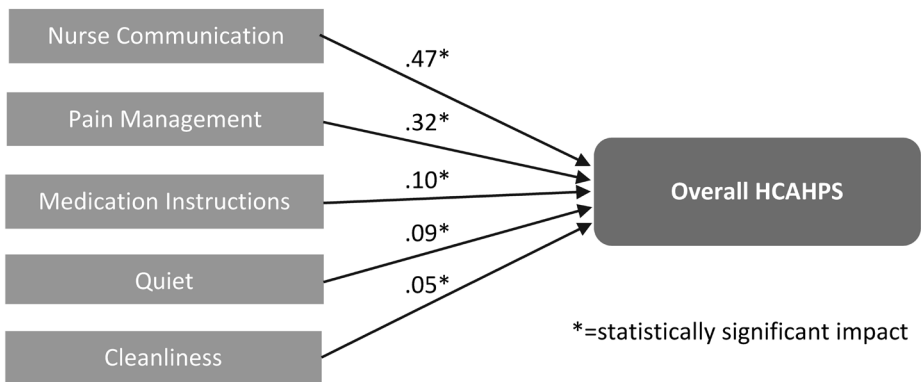 Nurse Communication
.47*
Pain Management
.32*
Medication Instructions
.10*
Overall HCAHPS
.09*
Quiet
.05*
Cleanliness
*=statistically significant impact